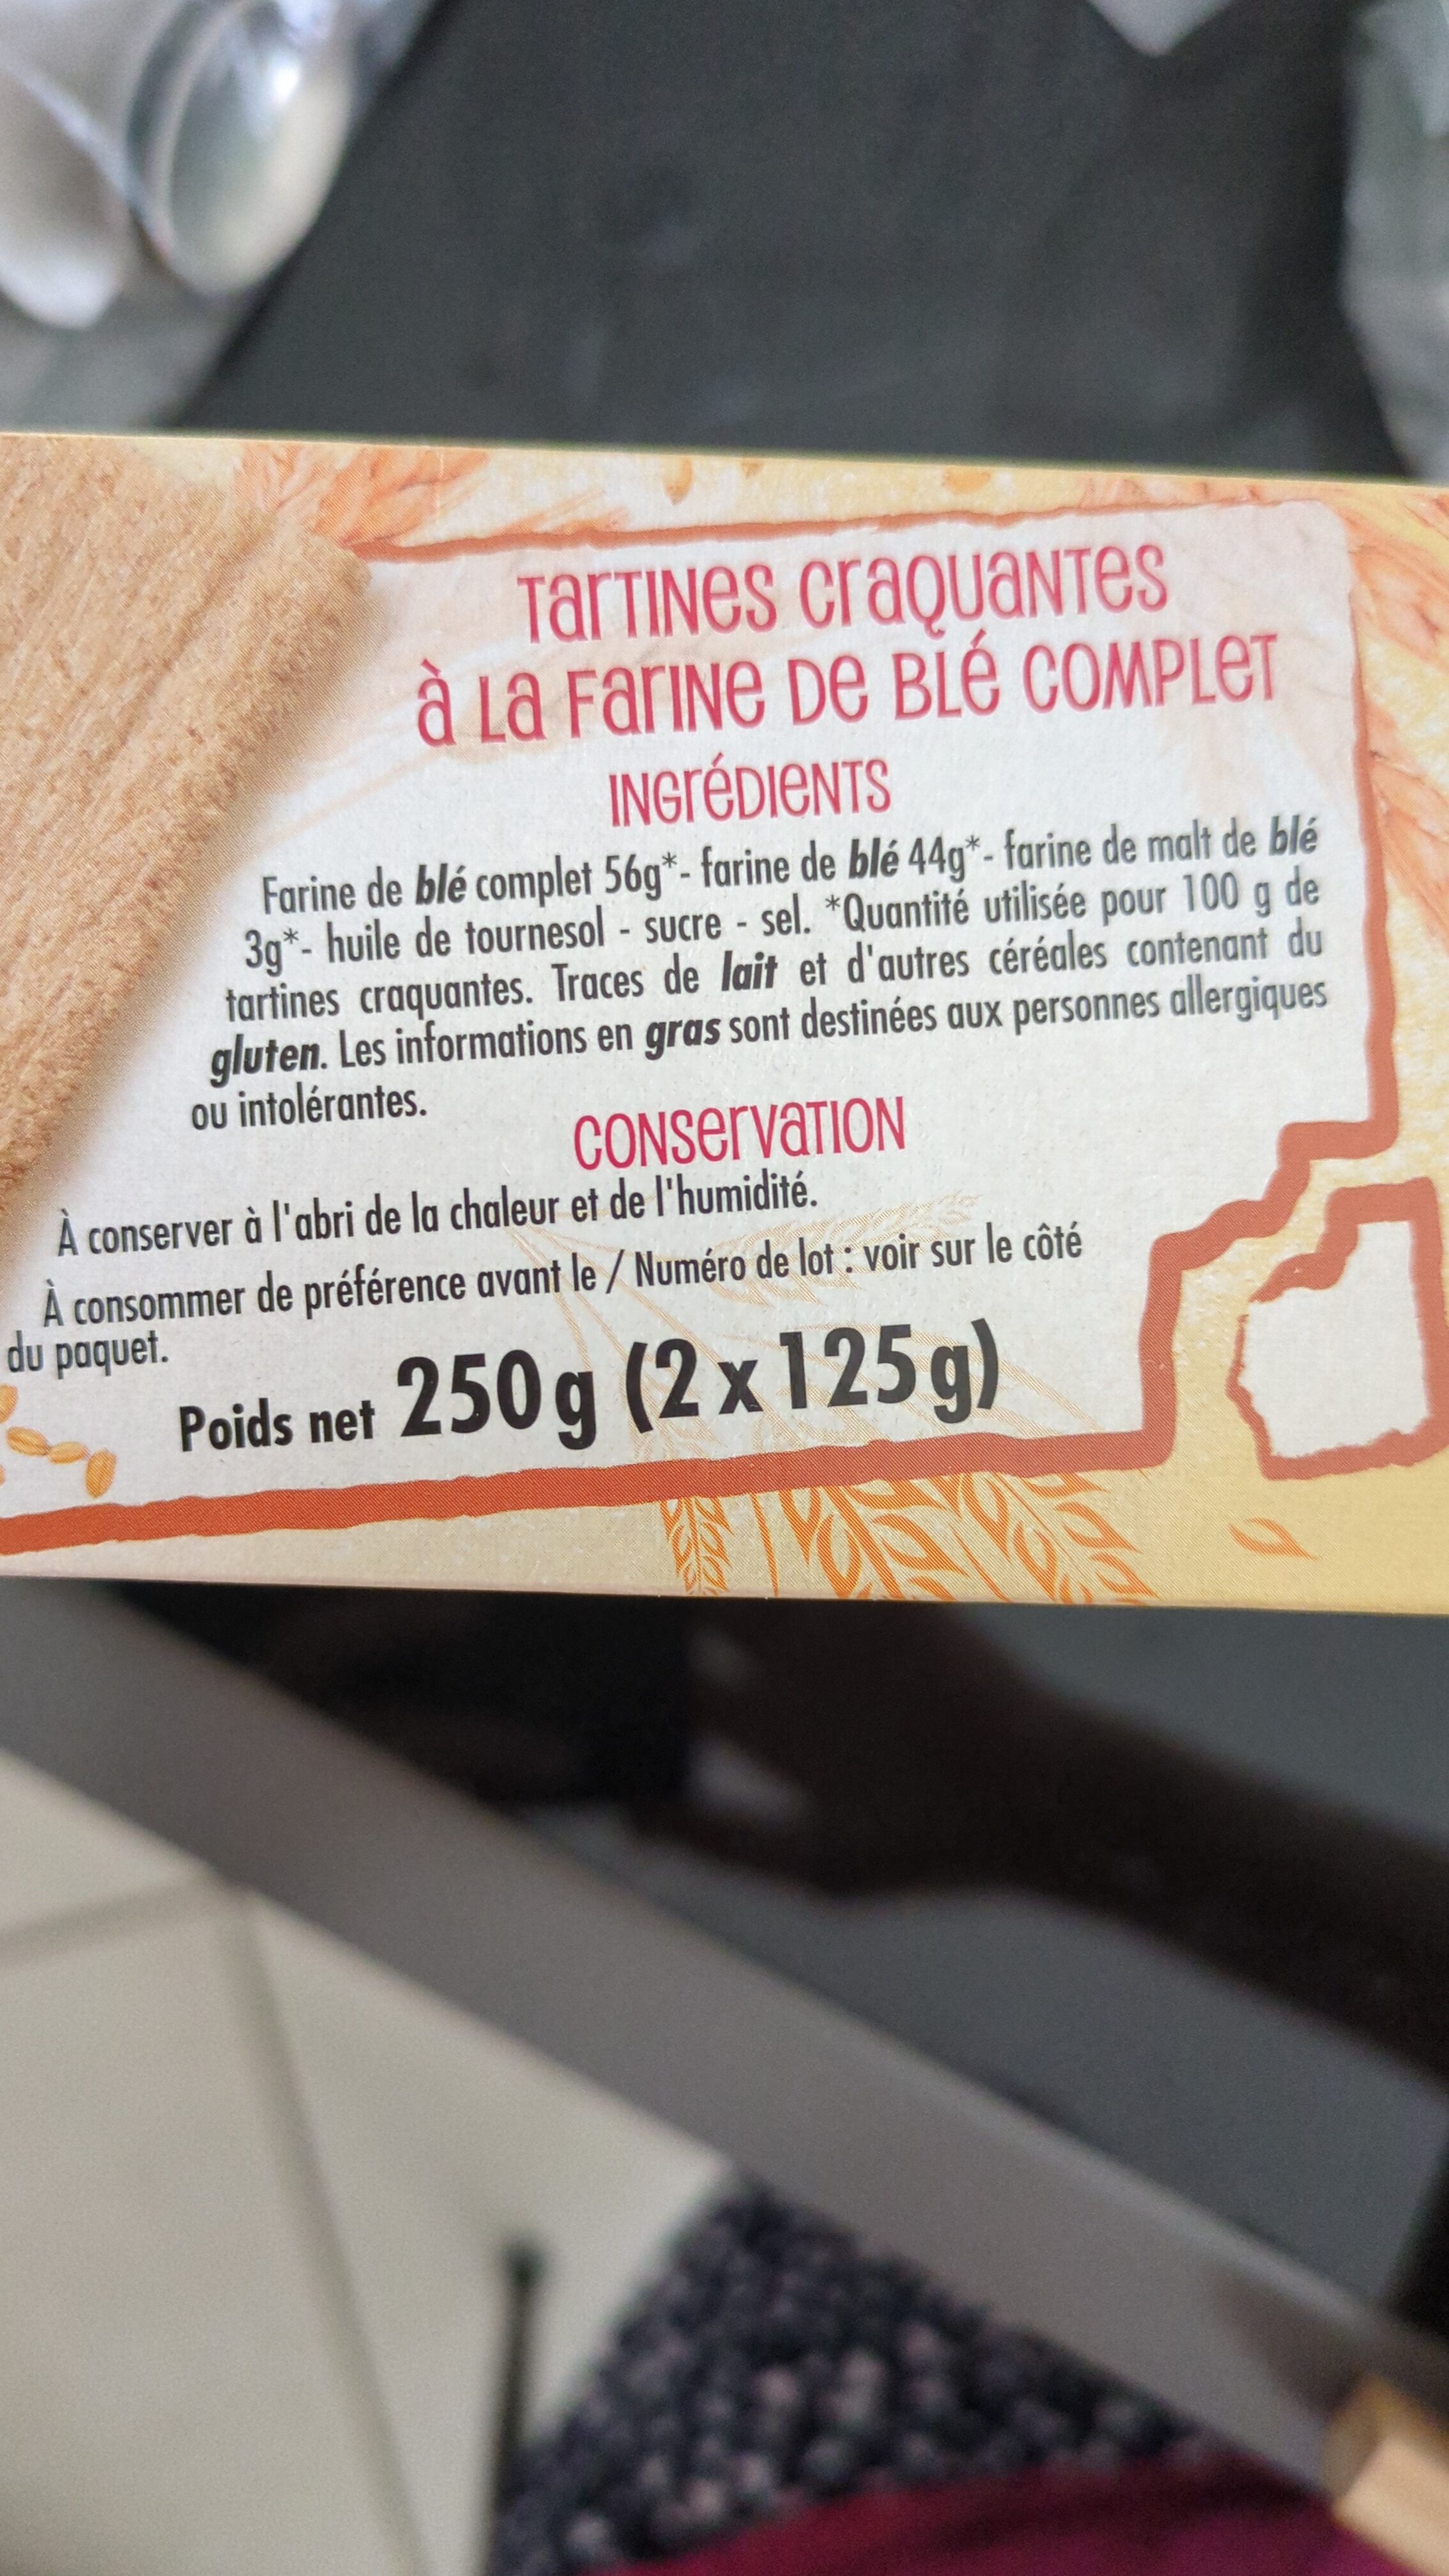 Tartines craquantes
à la farine de blé complet
Ingrédients
Farine de blé complet 56g*- farine de blé 44g*- farine de malt de blé
3g*- huile de tournesol - sucre - sel. *Quantité utilisée pour 100 g de
tartines craquantes. Traces de lait et d'autres céréales contenant du
gluten. Les informations en gras sont destinées aux personnes allergiques
ou intolérantes.
Conservation
À conserver à l'abri de la chaleur et de l'humidité.
À consommer de préférence avant le / Numéro de lot : voir sur le côté
du paquet.
Poids net 250g (2 x 125g)